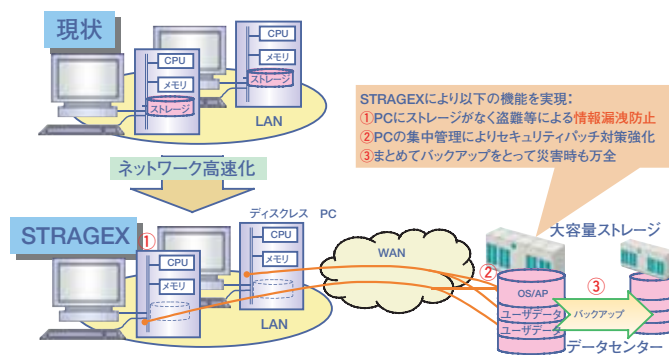 現状
CPU
メモリ
ストレージ
CPU
メモリ
ストレージ
LAN
ネットワーク高速化
STRAGEXにより以下の機能を実現：
①PCにストレージがなく盗難等による情報漏洩防止
②PCの集中管理によりセキュリティパッチ対策強化
③まとめてバックアップをとって災害時も万全
STRAGEX
①
ディスクレス PC
CPU
メモリ
CPU
メモリ
LAN
WAN
大容量ストレージ
②
OS/AP
ユーザデータ
ユーザデータ
③
バックアップ
データセンター